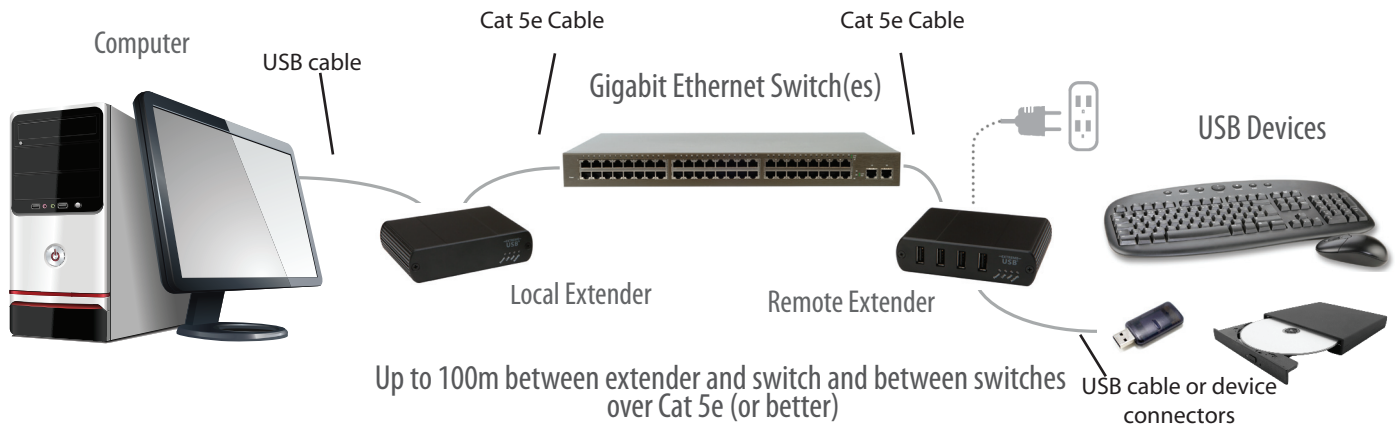 Cat 5e Cable
Cat 5e Cable
Computer
USB cable
Gigabit Ethernet Switch(es)
USB Devices
USB
USB
Local Extender
Remote Extender
Up to 100m between extender and switch and between switches
over Cat 5e (or better)
USB cable or device
connectors